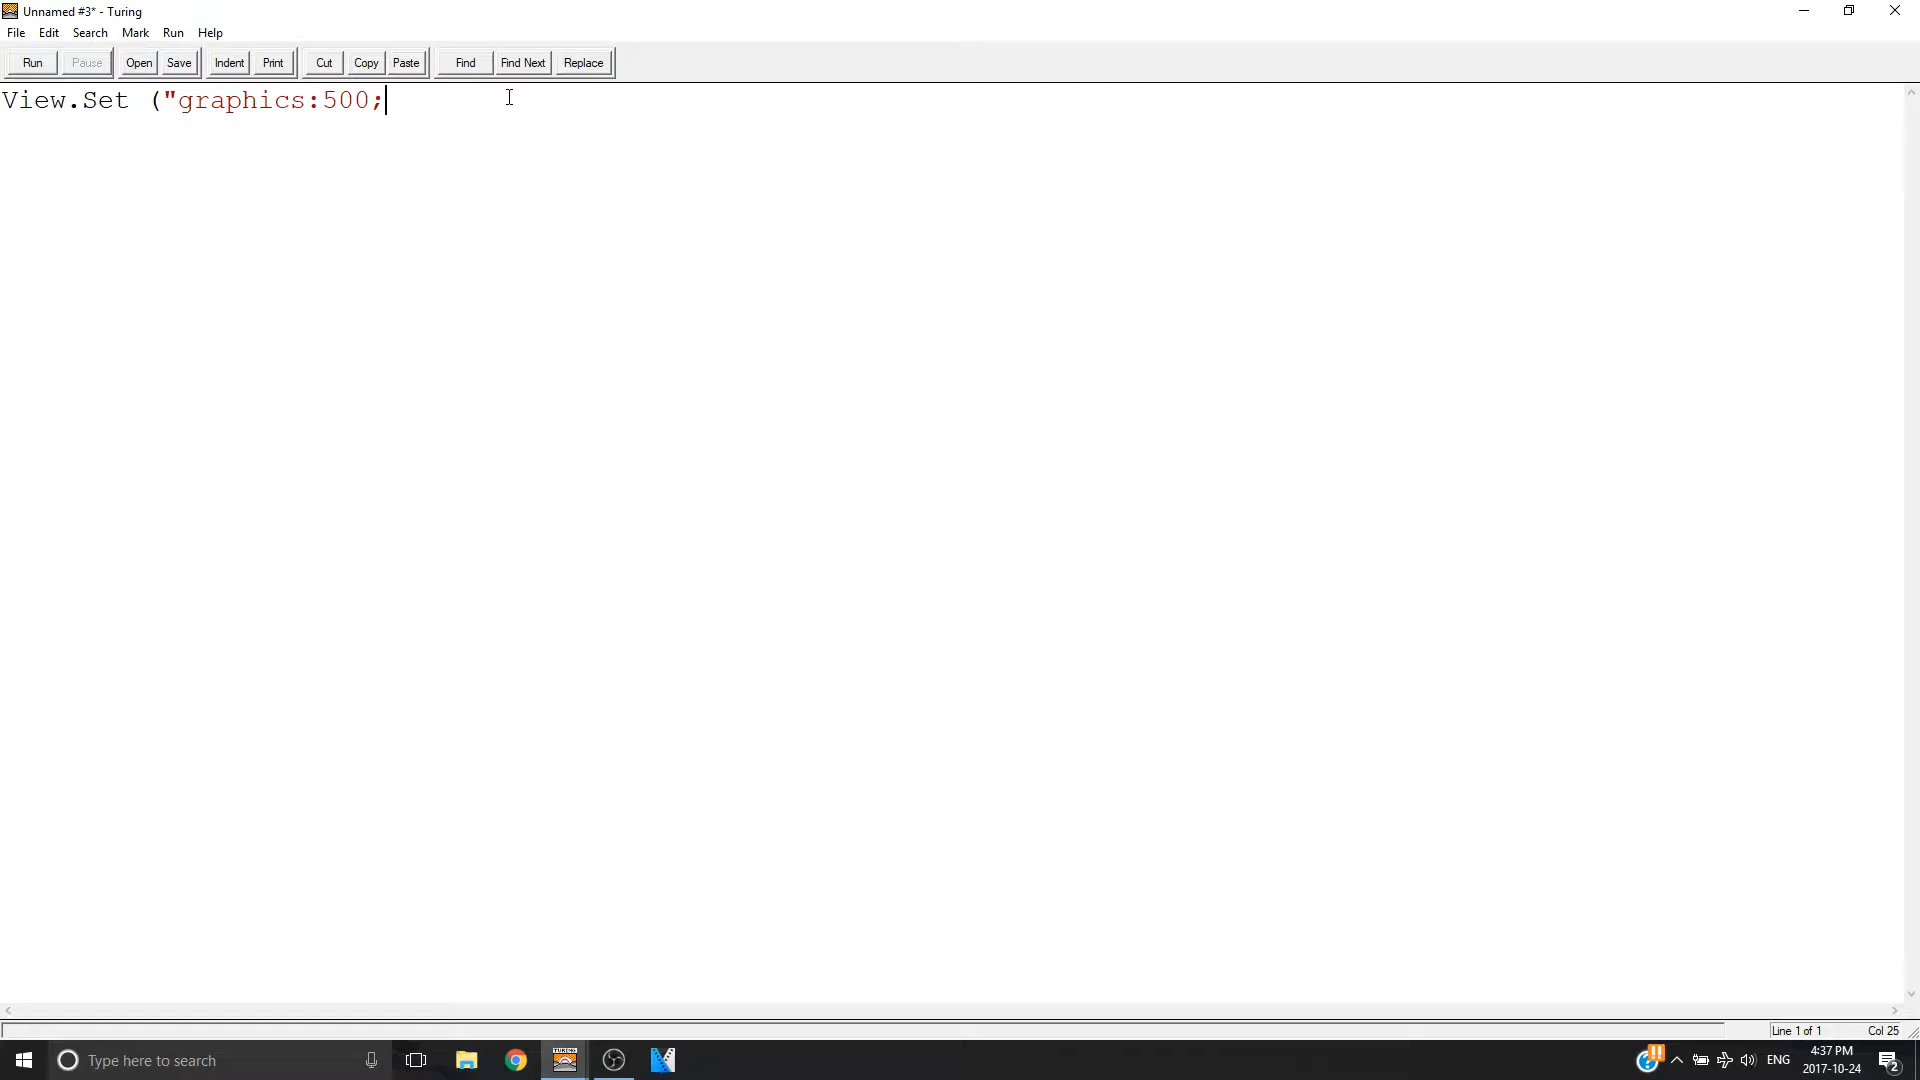 Unnamed #3* - Turing
File Edit Search Mark Run Help
Run Pause Open Save Indent Print Cut Copy Paste Find Find Next Replace
View.Set ("graphics:500;
Line 1 of 1 Col 25
Type here to search
TURING
ENG
4:37 PM
2017-10-24
2